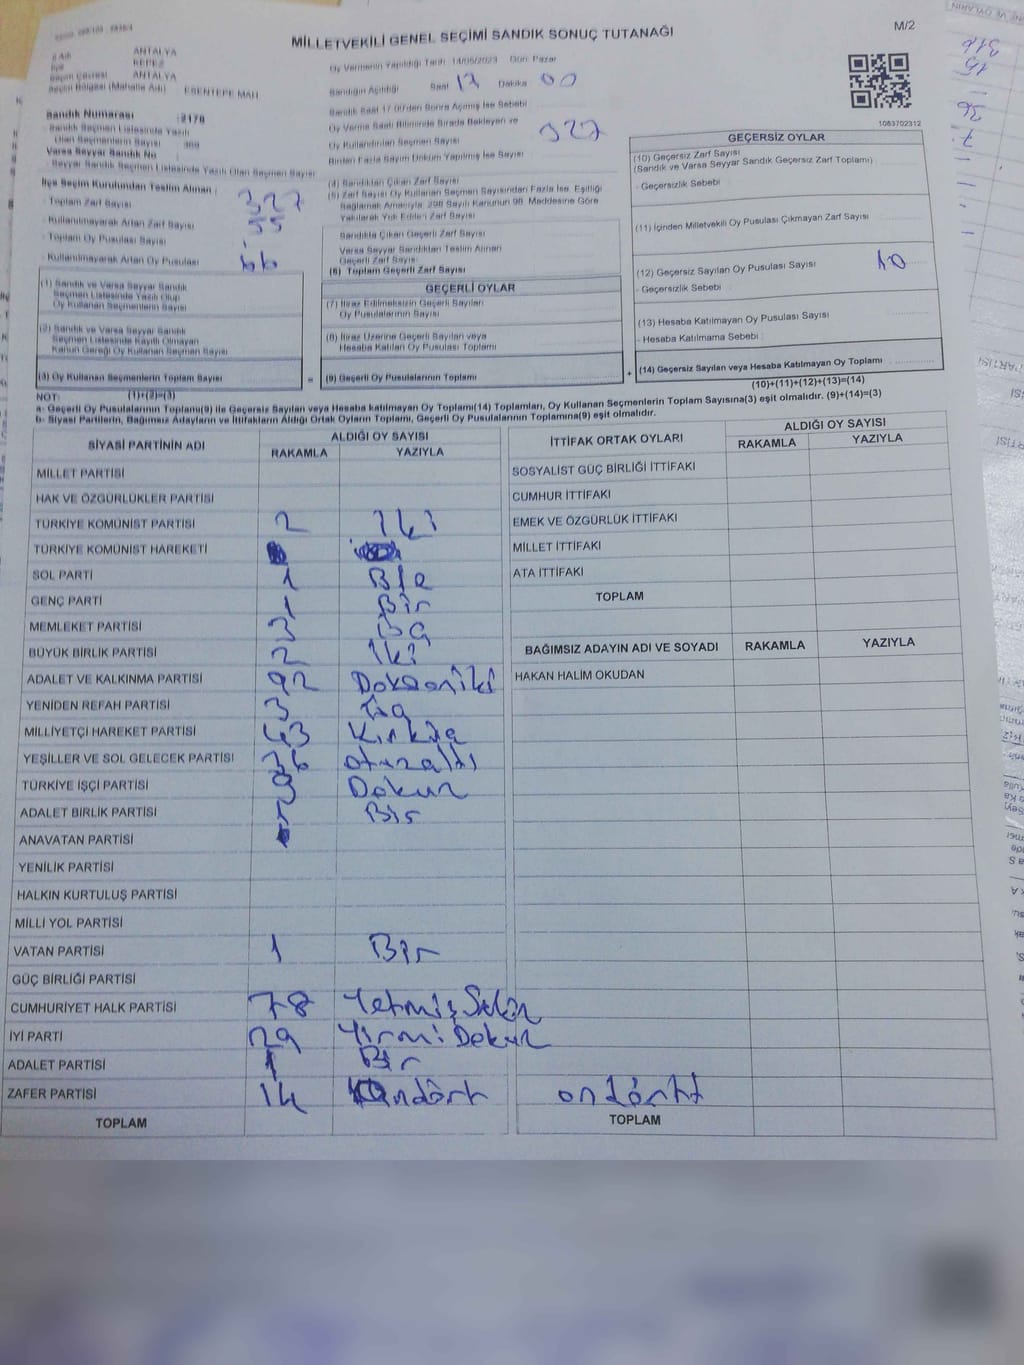 MİLLETVEKİLİ GENEL SEÇİMİ SANDIK SONUÇ TUTANAĞI
M/2
ANTALYA
KEPEZ
ANTALYA
Seçim Bölgesi (Mahalle Adı) ESENTEPE MAH
Oy Vermenin Yapıldığı Tarih 14/05/2023 Gün Pazar
Sandığın Açıldığı Saat 17 Dakika 00
Sandık Saat 17 00'den Sonra Açılmış İse Sebebi
Oy Verme Saati Bitiminde Sırada Bekleyen ve
Oy Kullandırılan Seçmen Sayısı
Birden Fazla Sayım Döküm Yapılmış İse Sayısı
327
1083702312
Sandık Numarası : 2170
Sandık Seçmen Listesinde Yazılı
Olan Seçmenlerin Sayısı
Varsa Seyyar Sandık No
Seyyar Sandık Seçmen Listesinde Yazılı Olan Seçmen Sayısı
İlçe Seçim Kurulundan Teslim Alınan :
- Toplam Zarf Sayısı 327
- Kullanılmayarak Artan Zarf Sayısı 55
- Toplam Oy Pusulası Sayısı
- Kullanılmayarak Artan Oy Pusulası 66
(1) Sandık ve Varsa Seyyar Sandık
Seçmen Listesinde Yazılı Olup
Oy Kullanan Seçmenlerin Sayısı
(2) Sandık ve Varsa Seyyar Sandık
Seçmen Listesinde Kayıtlı Olmayan
Kanun Gereği Oy Kullanan Seçmen Sayısı
(3) Oy Kullanan Seçmenlerin Toplam Sayısı
(1)+(2)=(3)
(4) Sandıktan Çıkan Zarf Sayısı
(5) Zarf Sayısı Oy Kullanan Seçmen Sayısından Fazla İse, Eşitliği
Sağlamak Amacıyla, 298 Sayılı Kanunun 98. Maddesine Göre
Yakılarak Yok Edilen Zarf Sayısı
Sandıkta Çıkan Geçerli Zarf Sayısı
Varsa Seyyar Sandıktan Teslim Alınan
Geçerli Zarf Sayısı
(6) Toplam Geçerli Zarf Sayısı
GEÇERLİ OYLAR
(7) İtiraz Edilmeksizin Geçerli Sayılan
Oy Pusulalarının Sayısı
(8) İtiraz Üzerine Geçerli Sayılan veya
Hesaba Katılan Oy Pusulası Toplamı
= (9) Geçerli Oy Pusulalarının Toplamı
GEÇERSİZ OYLAR
(10) Geçersiz Zarf Sayısı
(Sandık ve Varsa Seyyar Sandık Geçersiz Zarf Toplamı)
- Geçersizlik Sebebi
(11) İçinden Milletvekili Oy Pusulası Çıkmayan Zarf Sayısı
(12) Geçersiz Sayılan Oy Pusulası Sayısı 10
- Geçersizlik Sebebi :
(13) Hesaba Katılmayan Oy Pusulası Sayısı
- Hesaba Katılmama Sebebi :
+ (14) Geçersiz Sayılan veya Hesaba Katılmayan Oy Toplamı
(10)+(11)+(12)+(13)=(14)
NOT:
a- Geçerli Oy Pusulalarının Toplamı(9) ile Geçersiz Sayılan veya Hesaba katılmayan Oy Toplamı(14) Toplamları, Oy Kullanan Seçmenlerin Toplam Sayısına(3) eşit olmalıdır. (9)+(14)=(3)
b- Siyasi Partilerin, Bağımsız Adayların ve İttifakların Aldığı Ortak Oyların Toplamı, Geçerli Oy Pusulalarının Toplamına(9) eşit olmalıdır.
SİYASİ PARTİNİN ADI ALDIĞI OY SAYISI
RAKAMLA YAZIYLA
MİLLET PARTİSİ
HAK VE ÖZGÜRLÜKLER PARTİSİ
TÜRKİYE KOMÜNİST PARTİSİ 2 İki
TÜRKİYE KOMÜNİST HAREKETİ
SOL PARTİ 1
GENÇ PARTİ 1 Bir
MEMLEKET PARTİSİ 3
BÜYÜK BİRLİK PARTİSİ 2 İki
ADALET VE KALKINMA PARTİSİ 92 Doksaniki
YENİDEN REFAH PARTİSİ 3
MİLLİYETÇİ HAREKET PARTİSİ 43
YEŞİLLER VE SOL GELECEK PARTİSİ 36 otuzaltı
TÜRKİYE İŞÇİ PARTİSİ 9 Dokuz
ADALET BİRLİK PARTİSİ Bir
ANAVATAN PARTİSİ
YENİLİK PARTİSİ
HALKIN KURTULUŞ PARTİSİ
MİLLİ YOL PARTİSİ
VATAN PARTİSİ 1 Bir
GÜÇ BİRLİĞİ PARTİSİ
CUMHURİYET HALK PARTİSİ 78
İYİ PARTİ 29 Yirmi Dokuz
ADALET PARTİSİ 1 Bir
ZAFER PARTİSİ 14 ondört
TOPLAM
İTTİFAK ORTAK OYLARI ALDIĞI OY SAYISI
RAKAMLA YAZIYLA
SOSYALİST GÜÇ BİRLİĞİ İTTİFAKI
CUMHUR İTTİFAKI
EMEK VE ÖZGÜRLÜK İTTİFAKI
MİLLET İTTİFAKI
ATA İTTİFAKI
TOPLAM
BAĞIMSIZ ADAYIN ADI VE SOYADI RAKAMLA YAZIYLA
HAKAN HALİM OKUDAN
TOPLAM